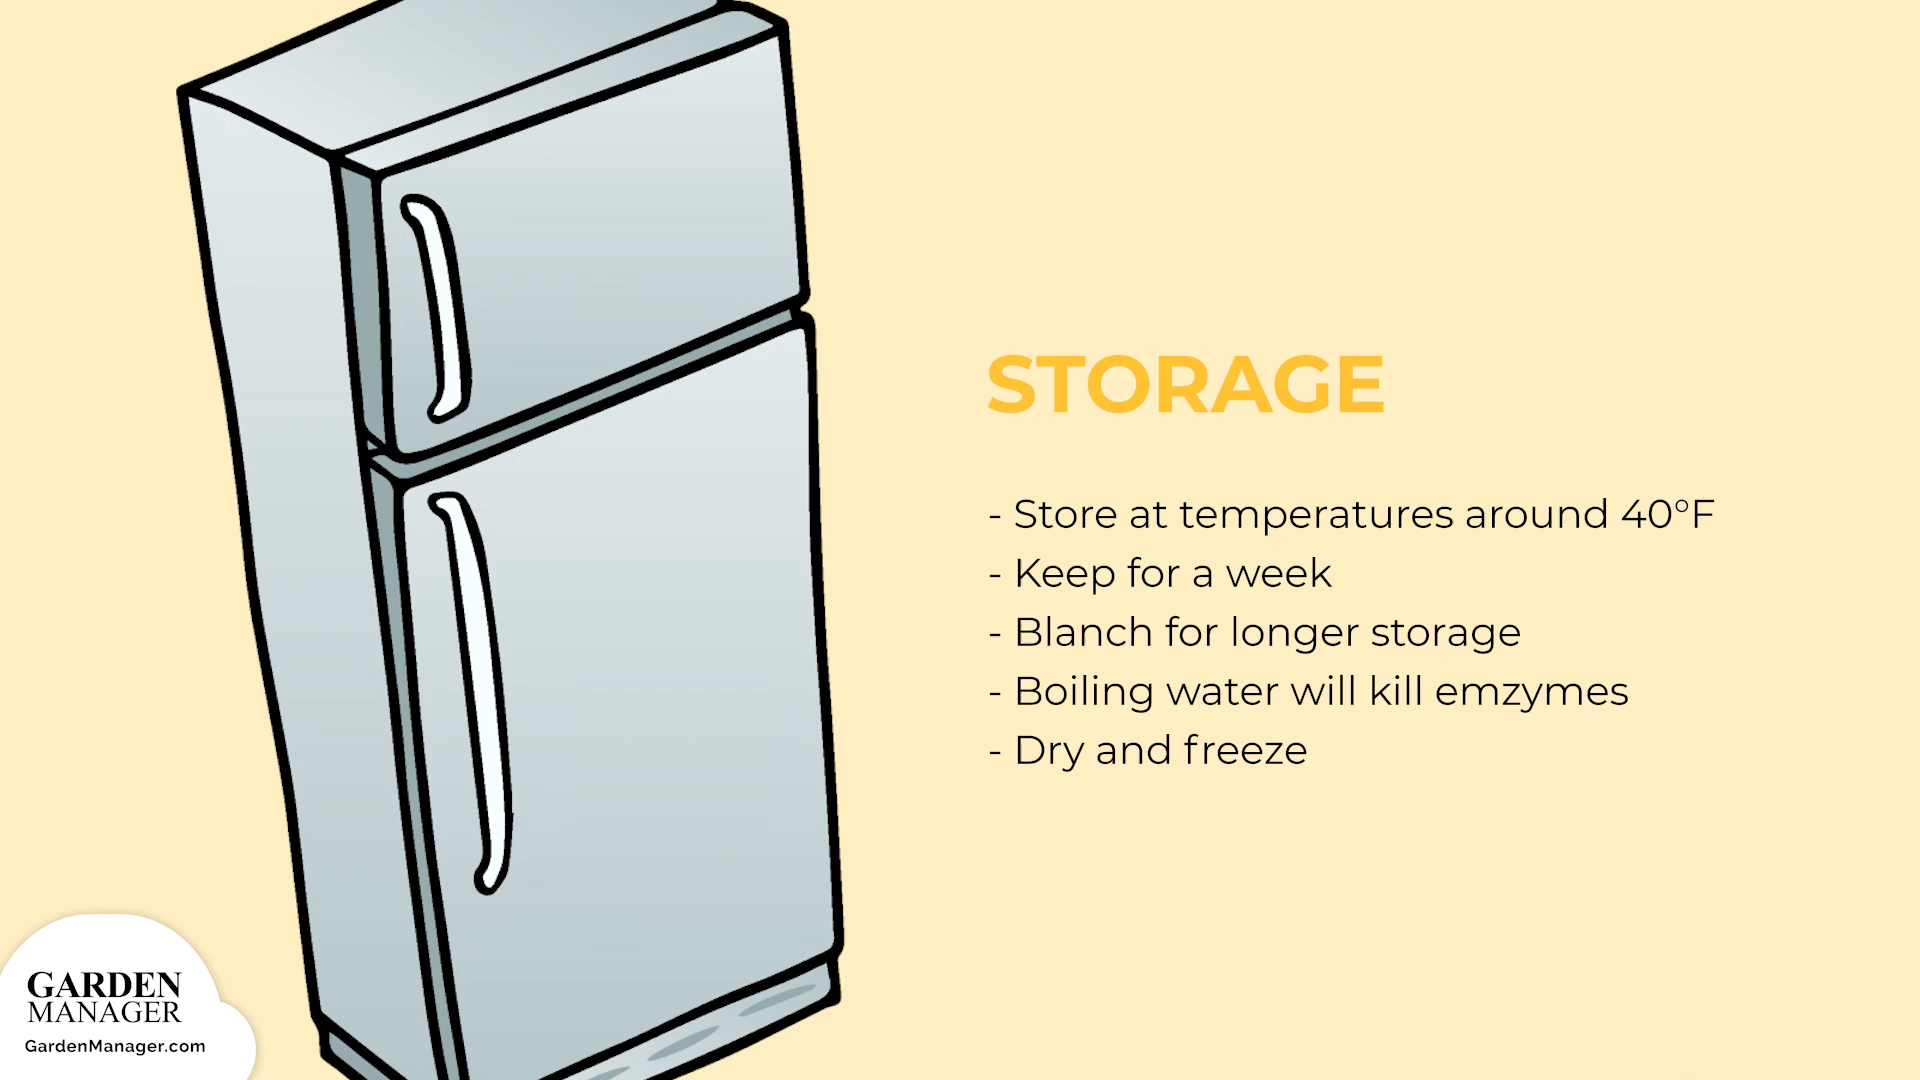 STORAGE
- Store at temperatures around 40°F
- Keep for a week
- Blanch for longer storage
- Boiling water will kill emzymes
- Dry and freeze
GARDEN
MANAGER
GardenManager.com